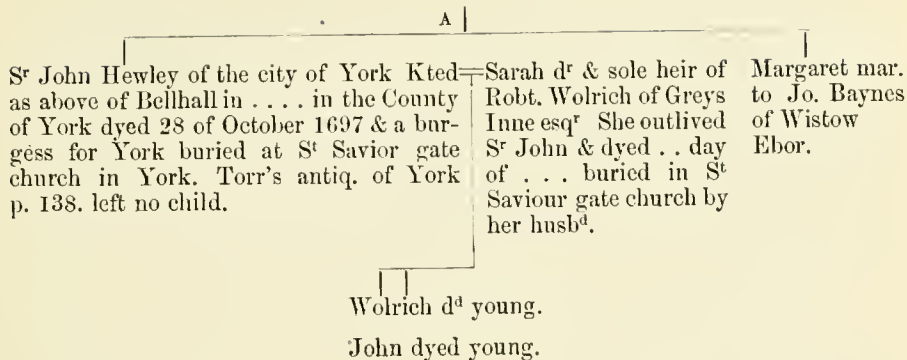 A
Sʳ John Hewley of the city of York Kted
as above of Bellhall in . . . . in the County
of York dyed 28 of October 1697 & a bur-
gess for York buried at Sᵗ Savior gate
church in York. Torr's antiq. of York
p. 138. left no child.
Sarah dʳ & sole heir of
Robt. Wolrich of Greys
Inne esqʳ She outlived
Sʳ John & dyed . . day
of . . . buried in Sᵗ
Saviour gate church by
her husbᵈ.
Margaret mar.
to Jo. Baynes
of Wistow
Ebor.
Wolrich dᵈ young.
John dyed young.